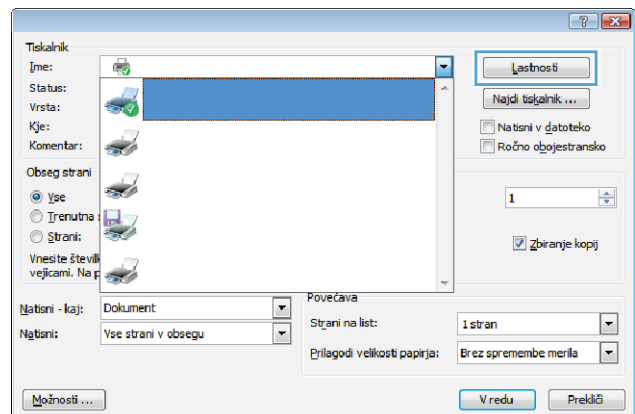 Tiskalnik
Ime:
Lastnosti
Status:
Vrsta:
Najdi tiskalnik ...
Kje:
Natisni v datoteko
Komentar:
Ročno obojestransko
Obseg strani
Vse
1
Trenutna
Strani:
Zbiranje kopij
Vnesite števil
vejicami. Na p
Natisni - kaj: Dokument
Povečava
Natisni: Vse strani v obsegu
Strani na list: 1 stran
Prilagodi velikosti papirja: Brez spremembe merila
Možnosti ...
V redu
Prekliči